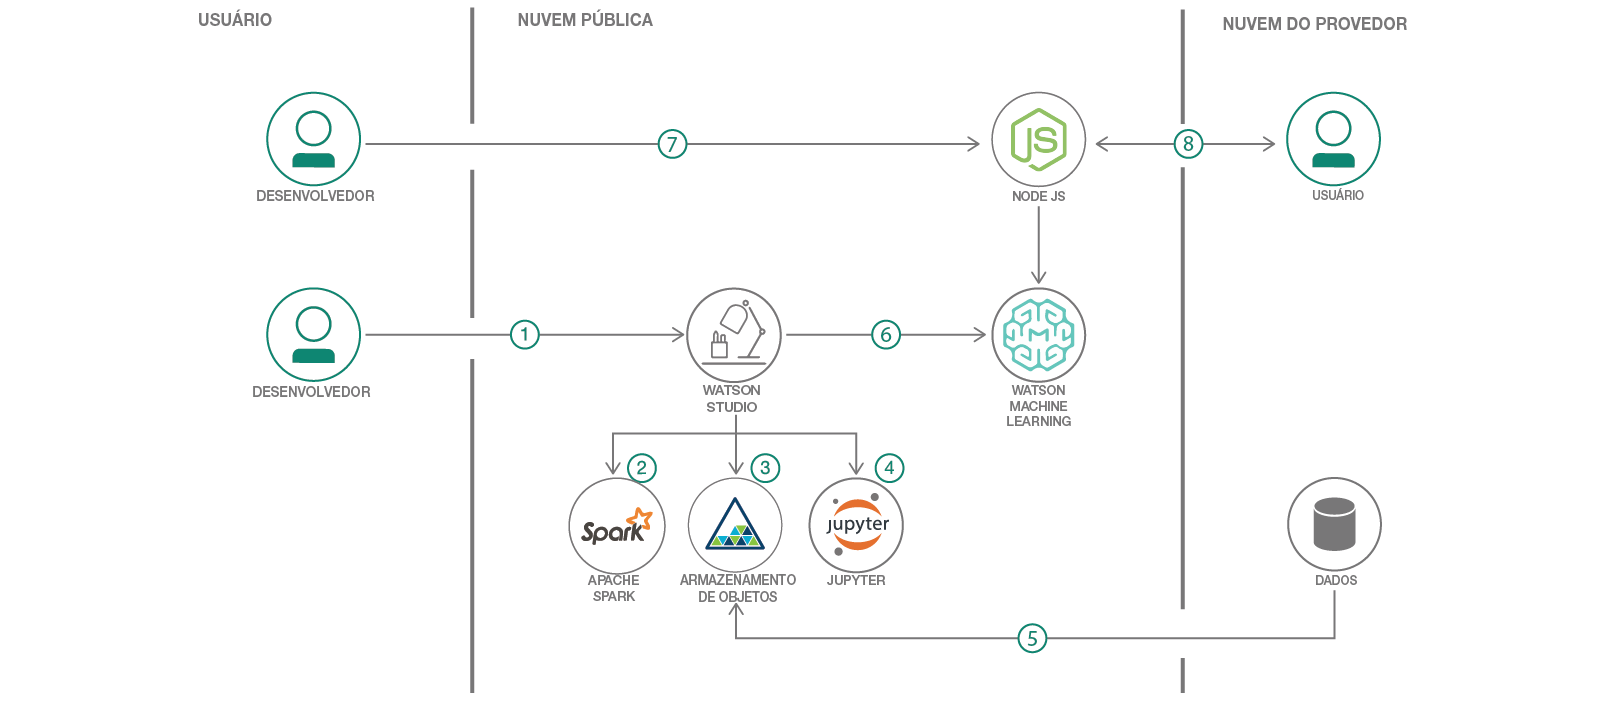 USUÁRIO
NUVEM PÚBLICA
NUVEM DO PROVEDOR
7
JS
8
DESENVOLVEDOR
NODE JS
USUÁRIO
1
6
DESENVOLVEDOR
WATSON
STUDIO
WATSON
MACHINE
LEARNING
2
3
4
Spark
jupyter
APACHE
SPARK
ARMAZENAMENTO
DE OBJETOS
JUPYTER
DADOS
5